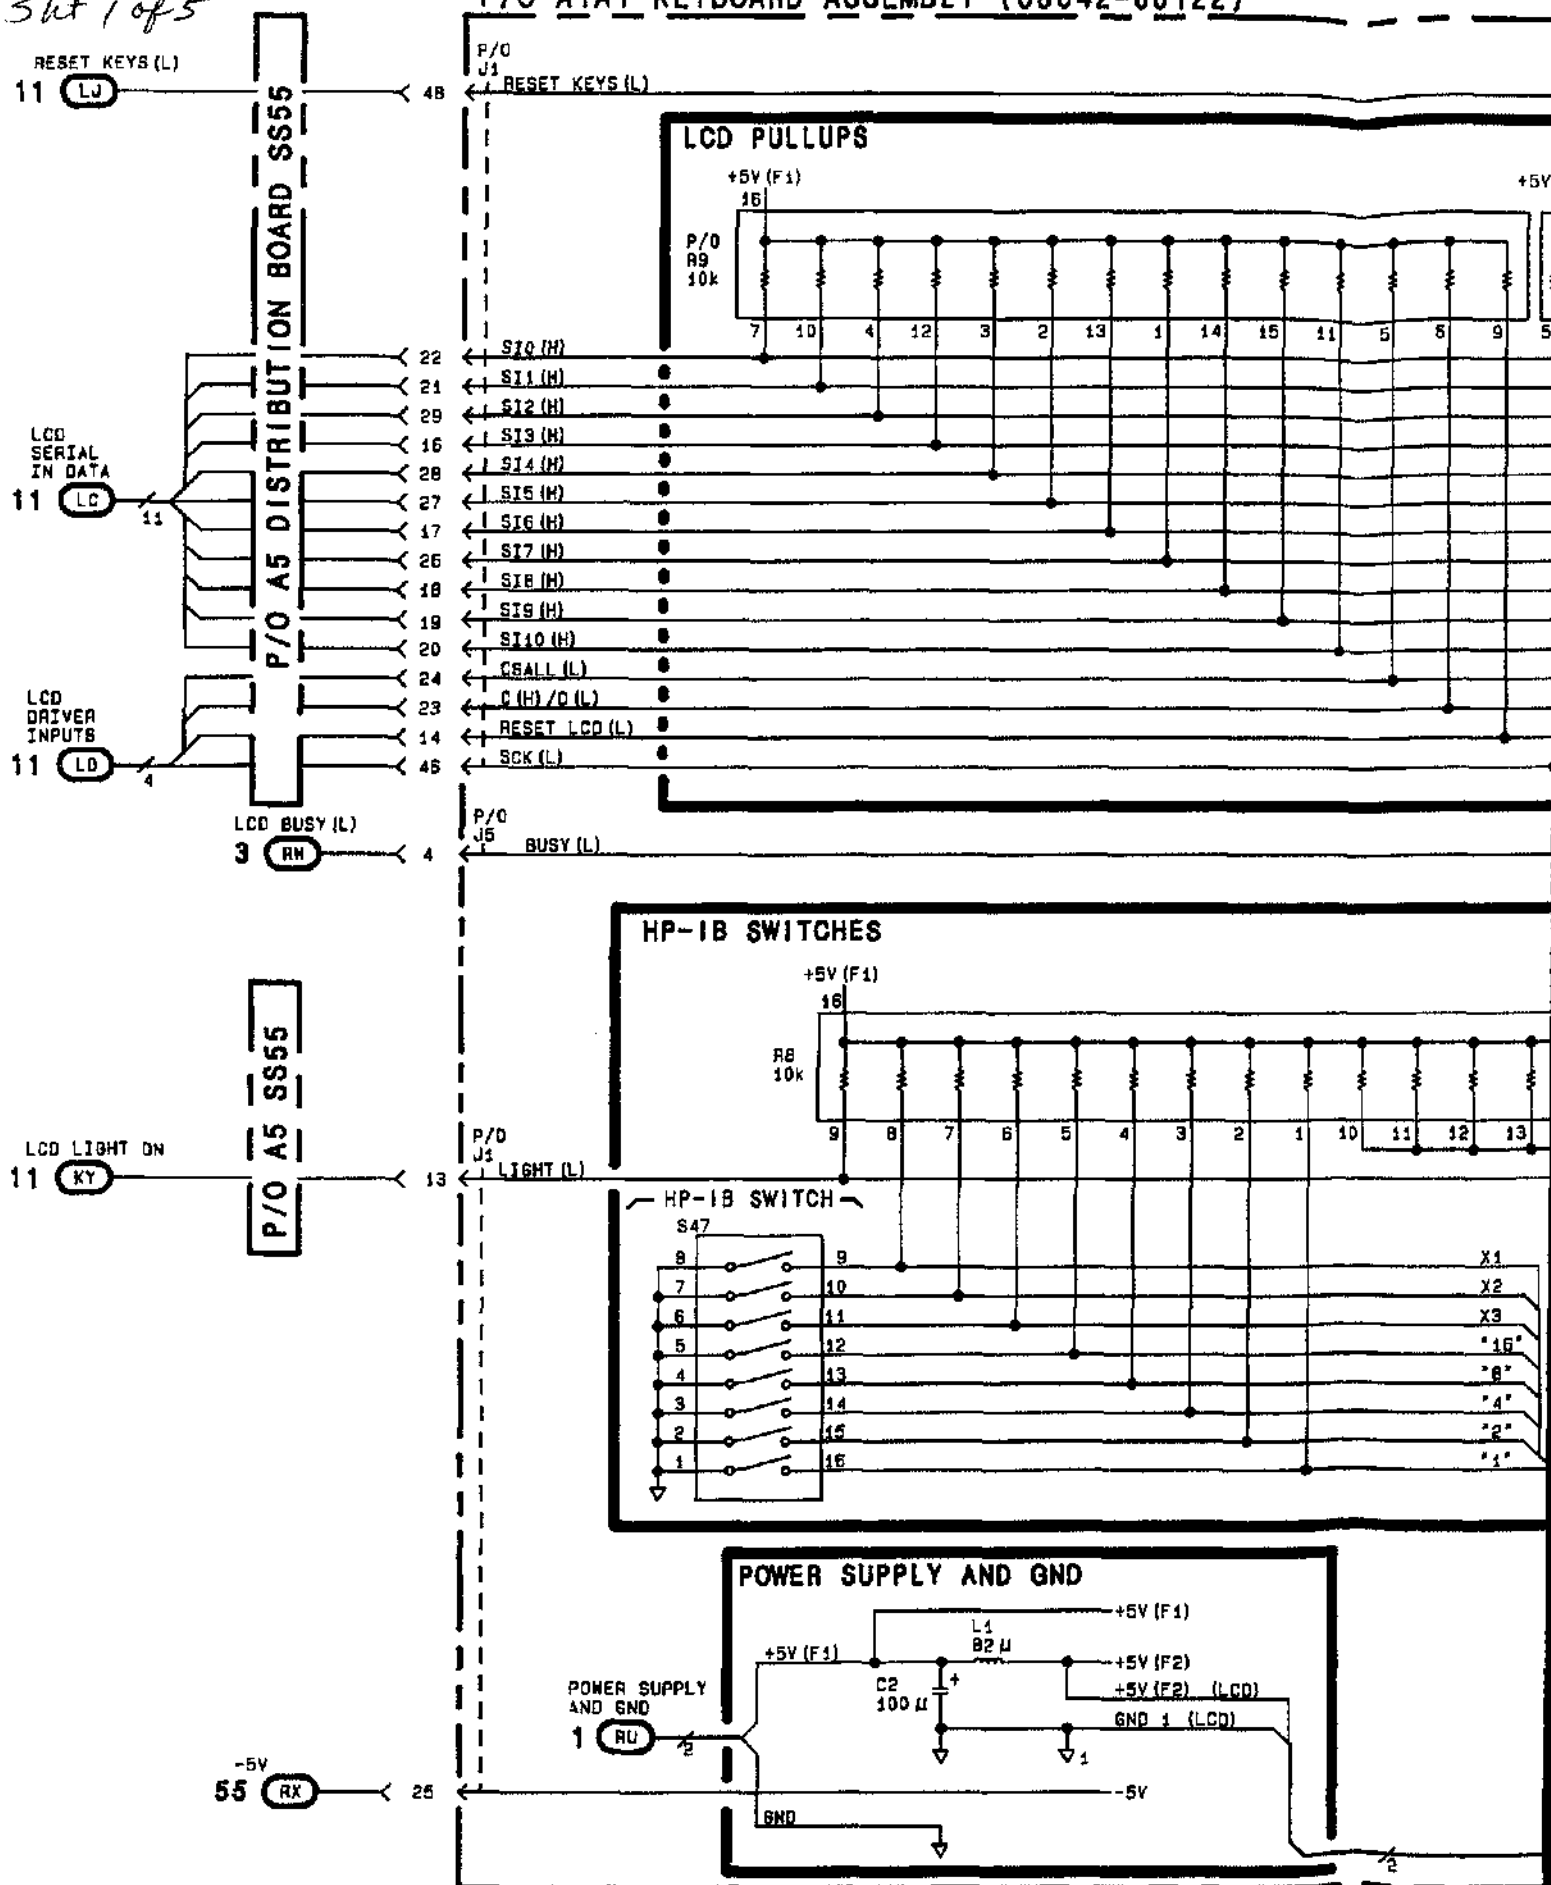 Sht 1 of 5
P/O A1A1 KEYBOARD ASSEMBLY
RESET KEYS (L)
11 LJ
48
P/O
J1
RESET KEYS (L)
P/O A5 DISTRIBUTION BOARD SS55
LCD PULLUPS
+5V (F1)
16
+5V
P/O
R9
10k
7 10 4 12 3 2 13 1 14 15 11 5 8 9 5
22 SI0 (H)
21 SI1 (H)
29 SI2 (H)
16 SI3 (H)
28 SI4 (H)
27 SI5 (H)
17 SI6 (H)
26 SI7 (H)
18 SI8 (H)
19 SI9 (H)
20 SI10 (H)
24 CSALL (L)
23 C (H) /D (L)
14 RESET LCD (L)
46 SCK (L)
LCD
SERIAL
IN DATA
11 LC
11
LCD
DRIVER
INPUTS
11 LD
4
LCD BUSY (L)
3 RN
4
P/O
J5
BUSY (L)
HP-IB SWITCHES
+5V (F1)
16
R8
10k
9 8 7 6 5 4 3 2 1 10 11 12 13
P/O A5 SS55
LCD LIGHT ON
11 KY
13
P/O
J1
LIGHT (L)
HP-IB SWITCH
S47
8 9 X1
7 10 X2
6 11 X3
5 12 "16"
4 13 "8"
3 14 "4"
2 15 "2"
1 16 "1"
POWER SUPPLY AND GND
+5V (F1)
L1
82 µ
+5V (F1)
+5V (F2)
C2
100 µ
+
+5V (F2) (LCD)
GND 1 (LCD)
1
POWER SUPPLY
AND GND
1 RU
2
-5V
55 RX
25
-5V
GND
2